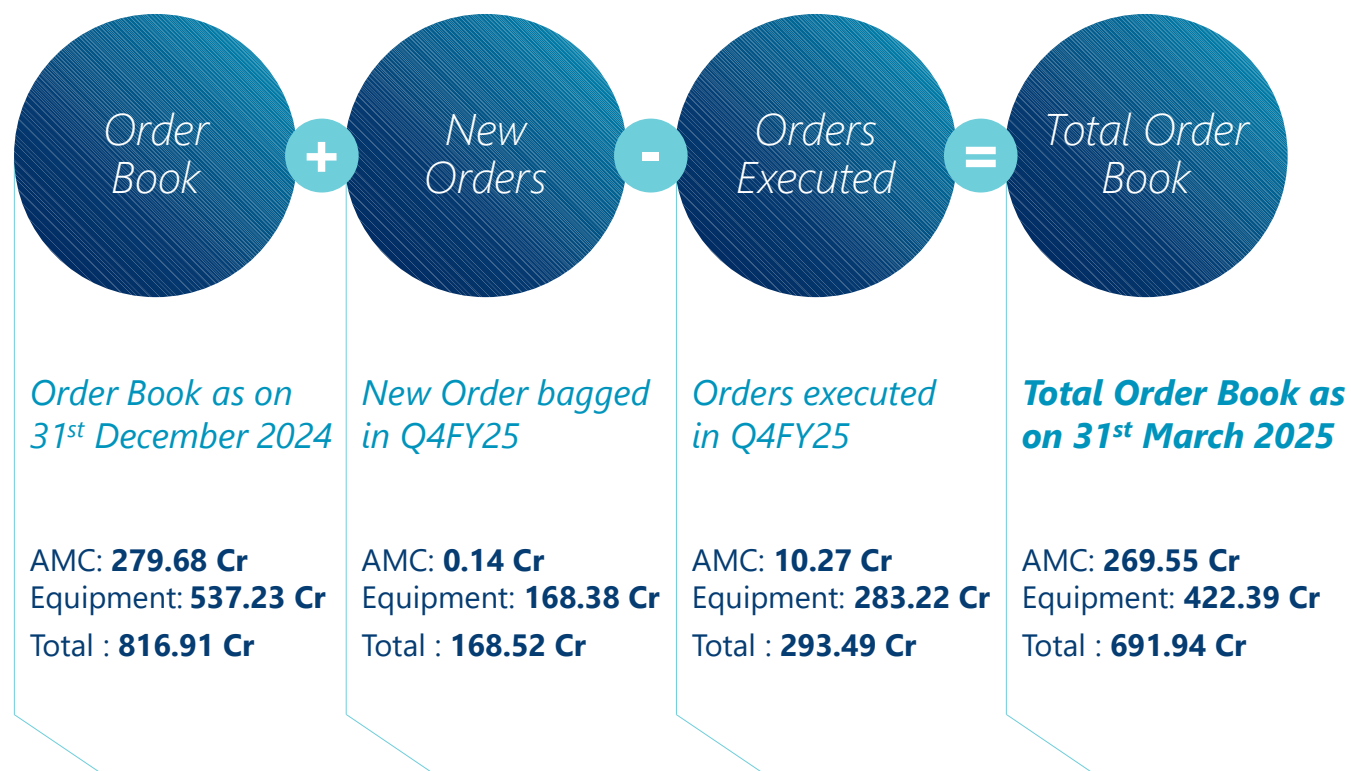 Order
Book
+
New
Orders
-
Orders
Executed
=
Total Order
Book
Order Book as on
31st December 2024
New Order bagged
in Q4FY25
Orders executed
in Q4FY25
Total Order Book as
on 31st March 2025
AMC: 279.68 Cr
Equipment: 537.23 Cr
Total : 816.91 Cr
AMC: 0.14 Cr
Equipment: 168.38 Cr
Total : 168.52 Cr
AMC: 10.27 Cr
Equipment: 283.22 Cr
Total : 293.49 Cr
AMC: 269.55 Cr
Equipment: 422.39 Cr
Total : 691.94 Cr